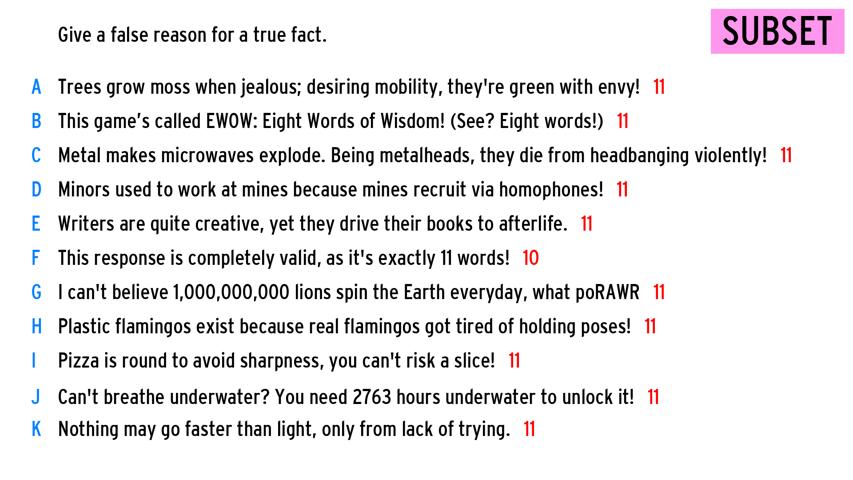 Give a false reason for a true fact.
SUBSET
A Trees grow moss when jealous; desiring mobility, they're green with envy! 11
B This game's called EWOW: Eight Words of Wisdom! (See? Eight words!) 11
C Metal makes microwaves explode. Being metalheads, they die from headbanging violently! 11
D Minors used to work at mines because mines recruit via homophones! 11
E Writers are quite creative, yet they drive their books to afterlife. 11
F This response is completely valid, as it's exactly 11 words! 10
G I can't believe 1,000,000,000 lions spin the Earth everyday, what poRAWR 11
H Plastic flamingos exist because real flamingos got tired of holding poses! 11
I Pizza is round to avoid sharpness, you can't risk a slice! 11
J Can't breathe underwater? You need 2763 hours underwater to unlock it! 11
K Nothing may go faster than light, only from lack of trying. 11